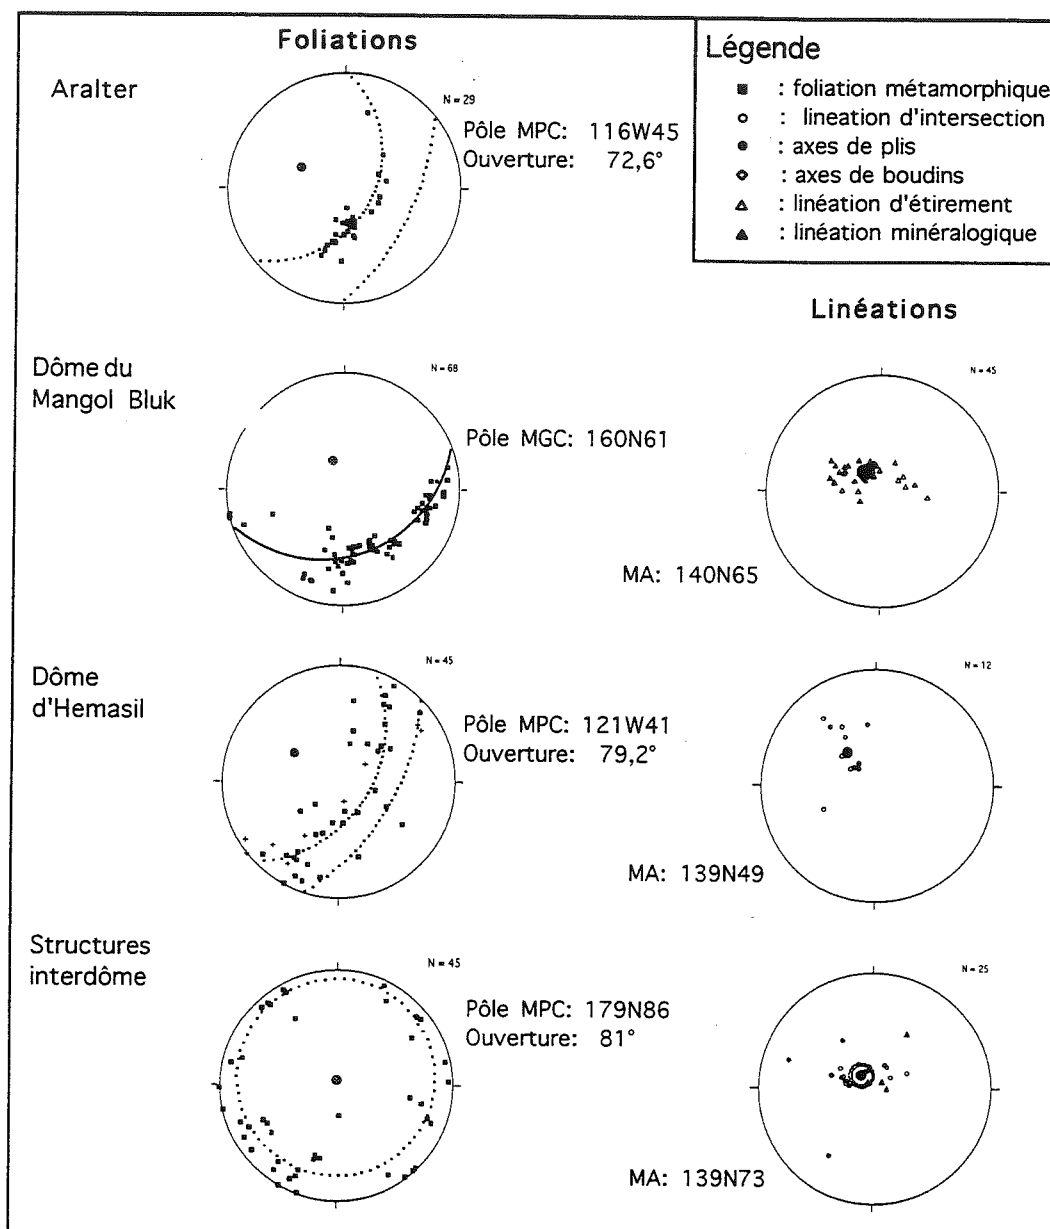 Foliations
Légende
Aralter
N = 29
Pôle MPC: 116W45
Ouverture: 72,6°
: foliation métamorphique
: lineation d'intersection
: axes de plis
: axes de boudins
: linéation d'étirement
: linéation minéralogique
Linéations
Dôme du
Mangol Bluk
N = 68
Pôle MGC: 160N61
N = 45
MA: 140N65
Dôme
d'Hemasil
N = 45
Pôle MPC: 121W41
Ouverture: 79,2°
N = 12
MA: 139N49
Structures
interdôme
N = 45
Pôle MPC: 179N86
Ouverture: 81°
N = 25
MA: 139N73